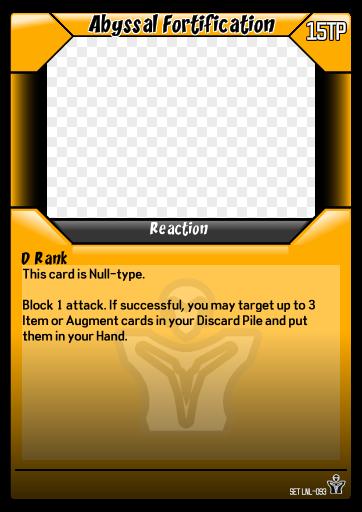 Abyssal Fortification
15TP
Reaction
D Rank
This card is Null-type.
Block 1 attack. If successful, you may target up to 3
Item or Augment cards in your Discard Pile and put
them in your Hand.
SET LNL-093